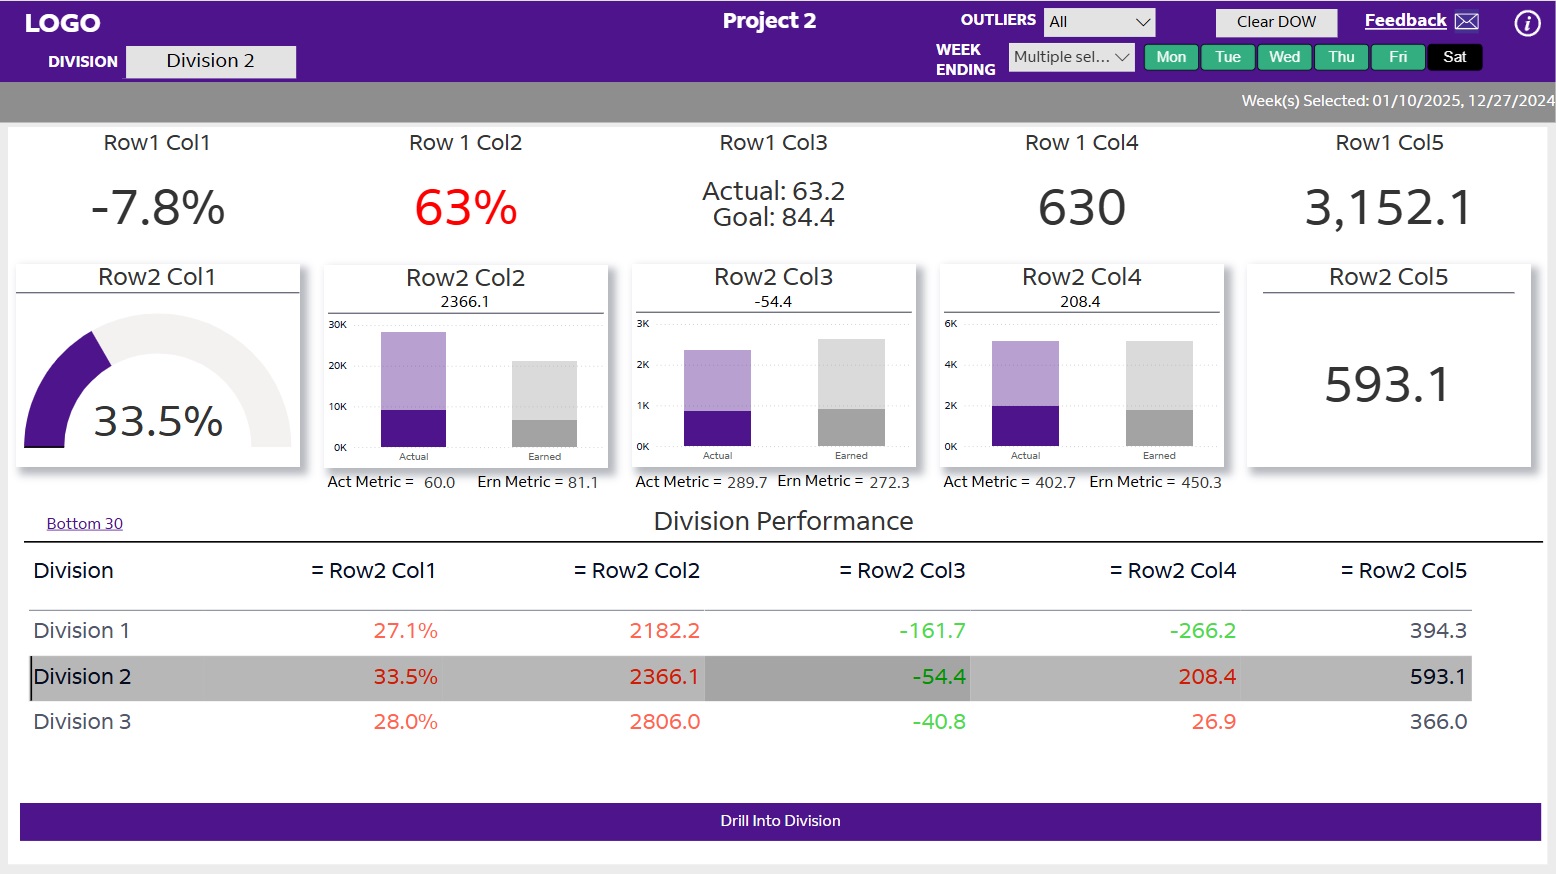 LOGO
Project 2
OUTLIERS All
Clear DOW
Feedback
i
DIVISION Division 2
WEEK
ENDING
Multiple sel...
Mon Tue Wed Thu Fri Sat
Week(s) Selected: 01/10/2025, 12/27/2024
Row1 Col1
-7.8%
Row 1 Col2
63%
Row1 Col3
Actual: 63.2
Goal: 84.4
Row 1 Col4
630
Row1 Col5
3,152.1
Row2 Col1
33.5%
Row2 Col2
2366.1
30K
20K
10K
0K
Actual Earned
Act Metric = 60.0 Ern Metric = 81.1
Row2 Col3
-54.4
3K
2K
1K
0K
Actual Earned
Act Metric = 289.7 Ern Metric = 272.3
Row2 Col4
208.4
6K
4K
2K
0K
Actual Earned
Act Metric = 402.7 Ern Metric = 450.3
Row2 Col5
593.1
Bottom 30
Division Performance
Division = Row2 Col1 = Row2 Col2 = Row2 Col3 = Row2 Col4 = Row2 Col5
Division 1 27.1% 2182.2 -161.7 -266.2 394.3
Division 2 33.5% 2366.1 -54.4 208.4 593.1
Division 3 28.0% 2806.0 -40.8 26.9 366.0
Drill Into Division